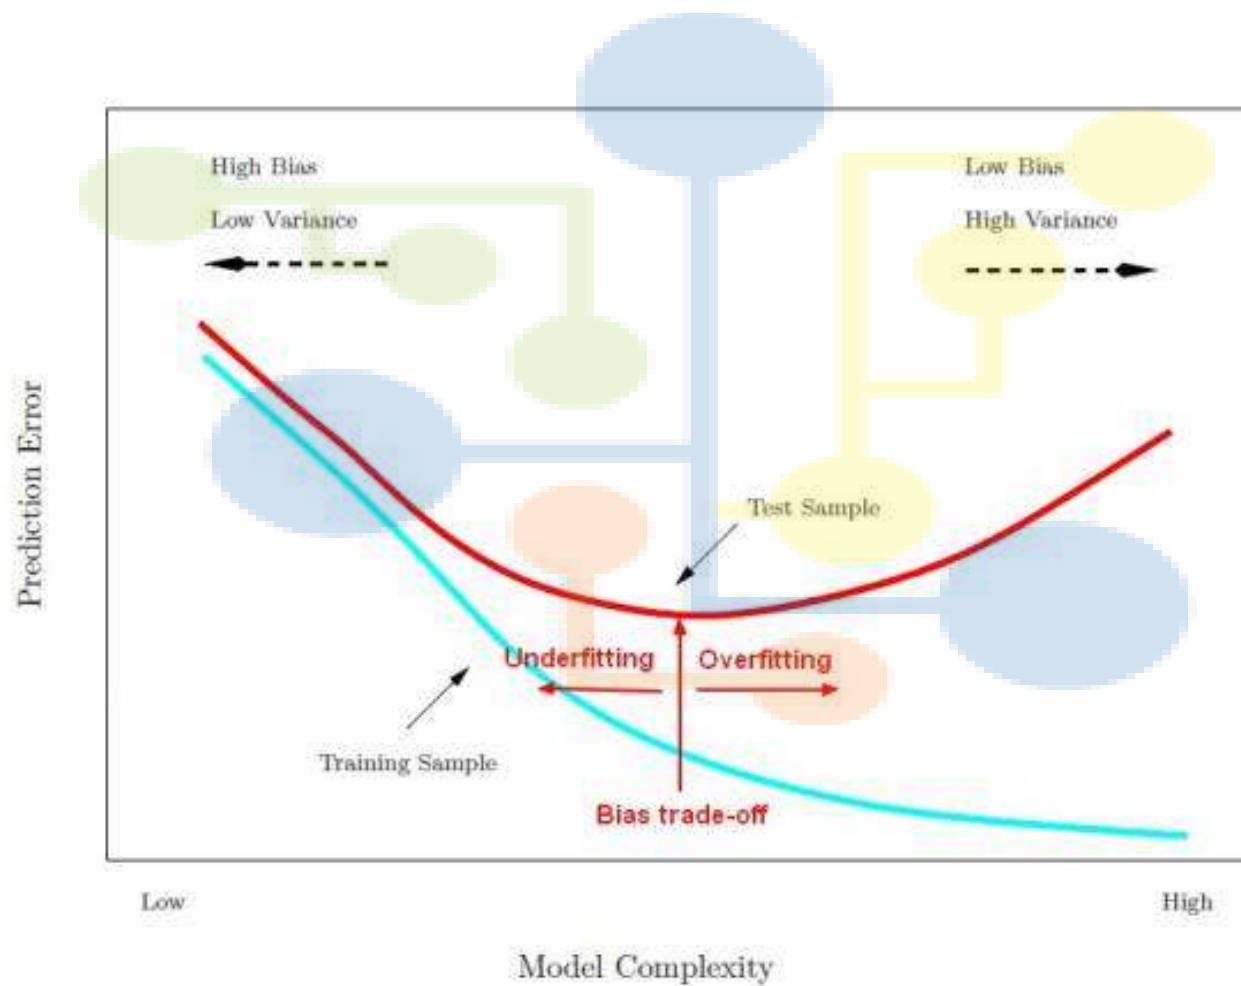 High Bias
Low Variance
Low Bias
High Variance
Prediction Error
Test Sample
Underfitting
Overfitting
Training Sample
Bias trade-off
Low
High
Model Complexity